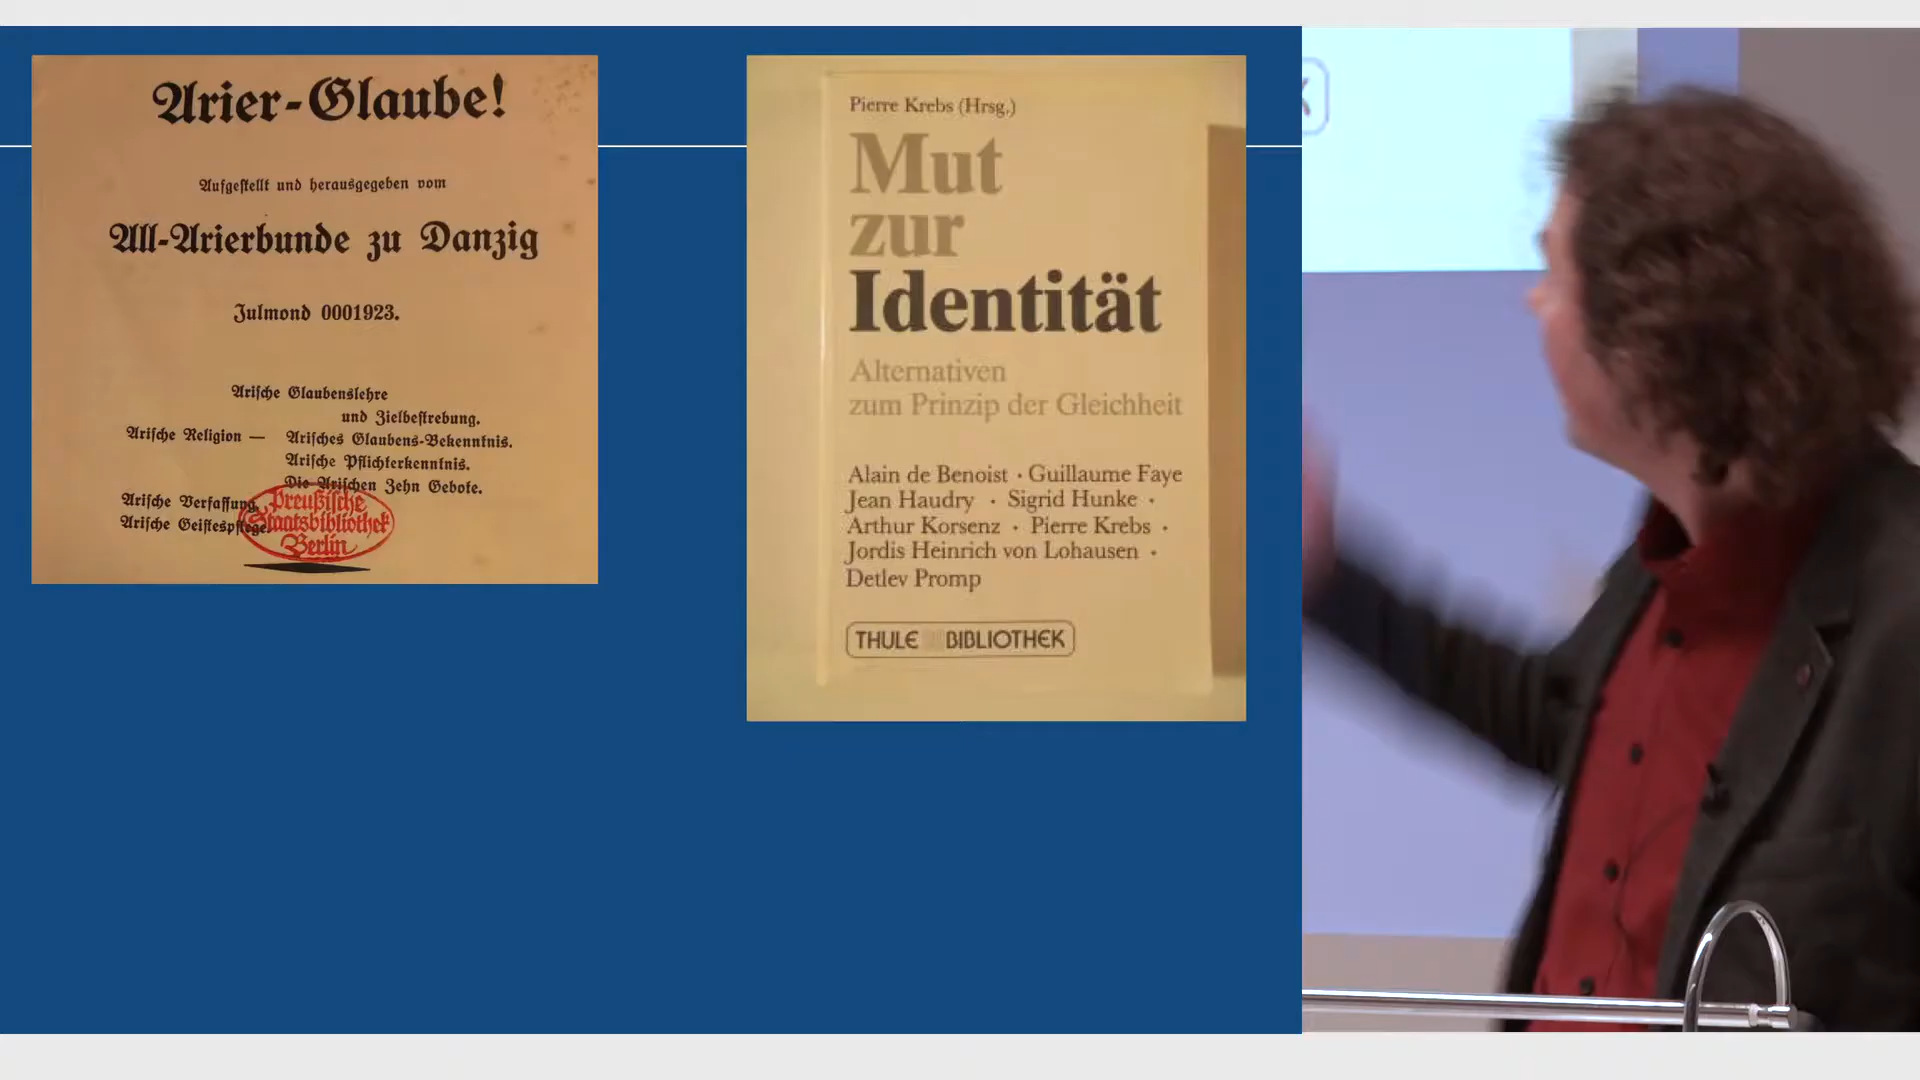 Arier-Glaube!
Aufgestellt und herausgegeben vom
All-Arierbunde zu Danzig
Julmond 0001923.
Arische Glaubenslehre
und Zielbestrebung.
Arische Religion — Arisches Glaubens-Bekenntnis.
Arische Pflichterkenntnis.
Die Arischen Zehn Gebote.
Arische Verfassung.
Arische Geistespflege.
Preußische
Staatsbibliothek
Berlin
Pierre Krebs (Hrsg.)
Mut
zur
Identität
Alternativen
zum Prinzip der Gleichheit
Alain de Benoist · Guillaume Faye
Jean Haudry · Sigrid Hunke ·
Arthur Korsenz · Pierre Krebs ·
Jordis Heinrich von Lohausen ·
Detlev Promp
THULE BIBLIOTHEK